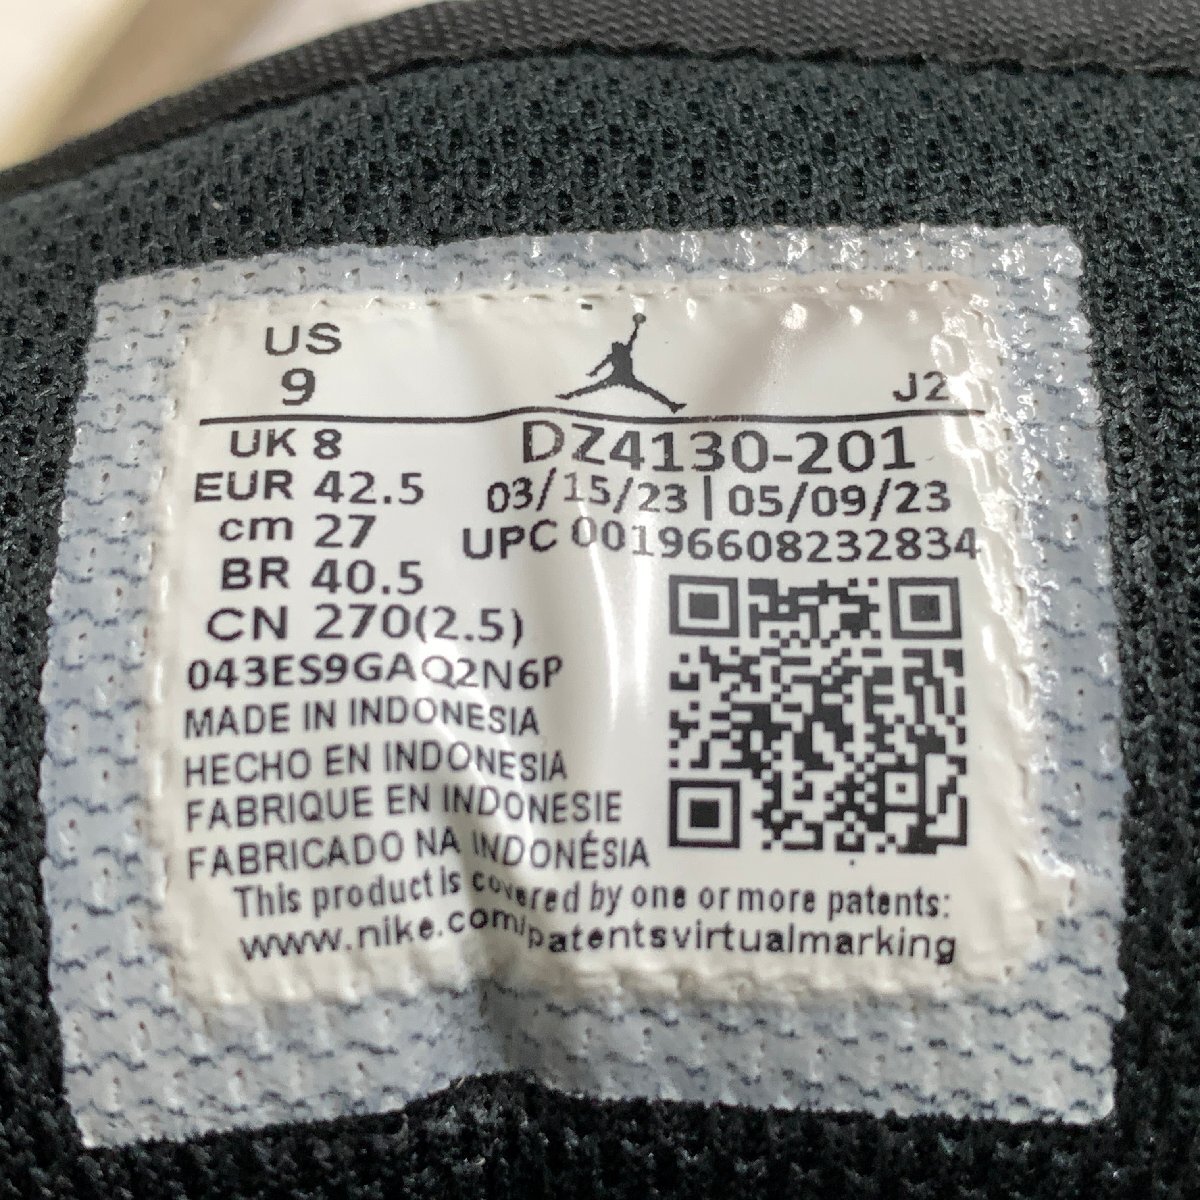 US
9
J2
UK 8
EUR 42.5
cm 27
BR 40.5
CN 270(2.5)
DZ4130-201
03/15/23 | 05/09/23
UPC 00196608232834
043ES9GAQ2N6P
MADE IN INDONESIA
HECHO EN INDONESIA
FABRIQUE EN INDONESIE
FABRICADO NA INDONÉSIA
This product is covered by one or more patents:
www.nike.com/patentsvirtualmarking